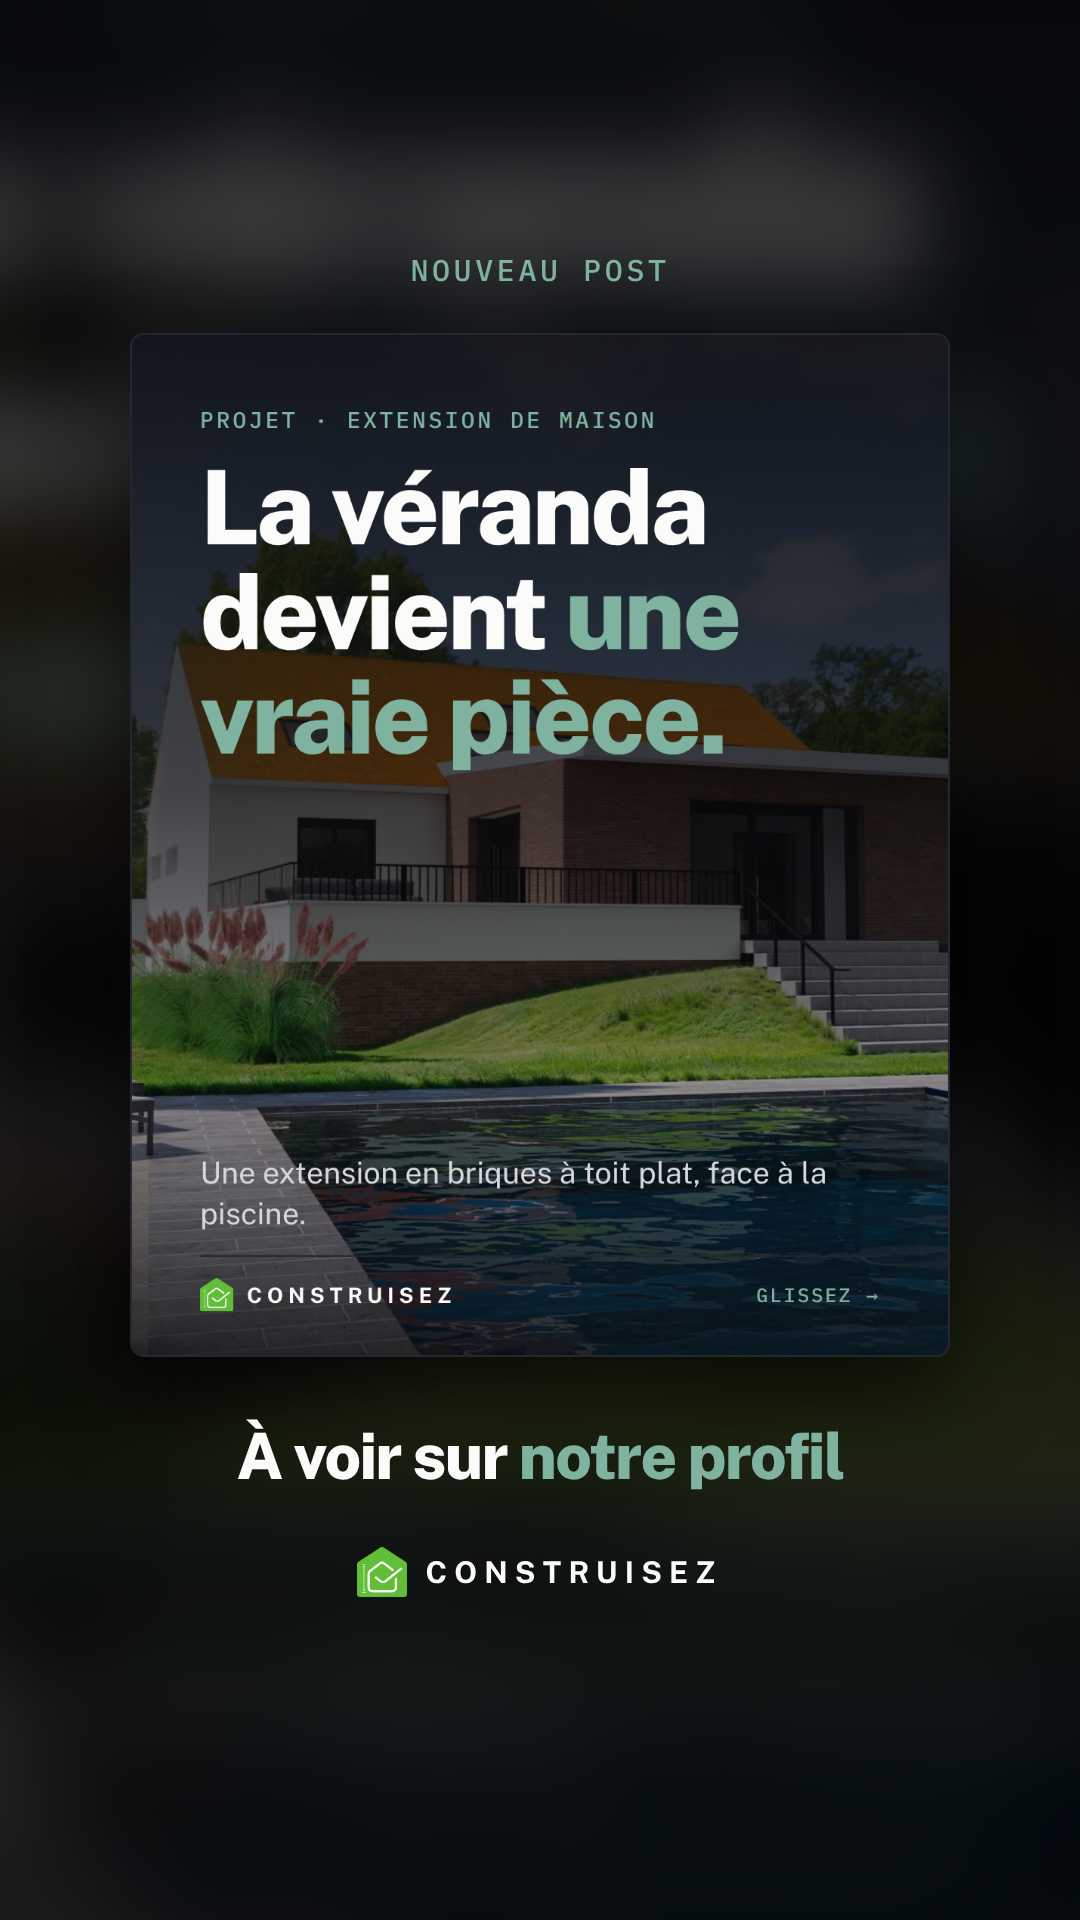 NOUVEAU POST
PROJET · EXTENSION DE MAISON
La véranda
devient une
vraie pièce.
Une extension en briques à toit plat, face à la
piscine.
CONSTRUISEZ
GLISSEZ →
À voir sur notre profil
CONSTRUISEZ